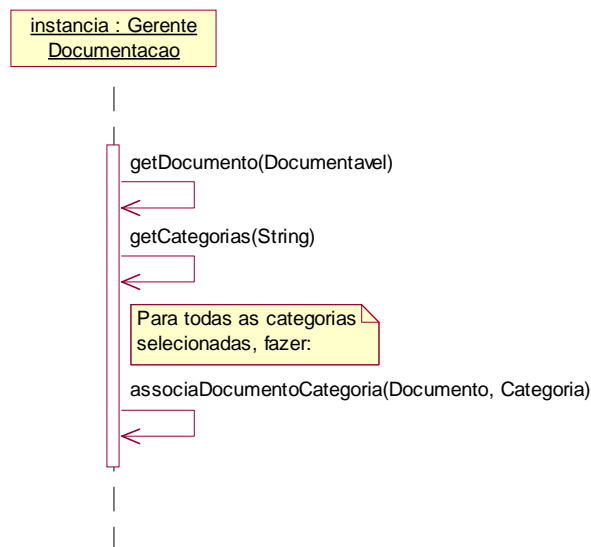 instancia : Gerente
Documentacao
getDocumento(Documentavel)
getCategorias(String)
Para todas as categorias
selecionadas, fazer:
associaDocumentoCategoria(Documento, Categoria)